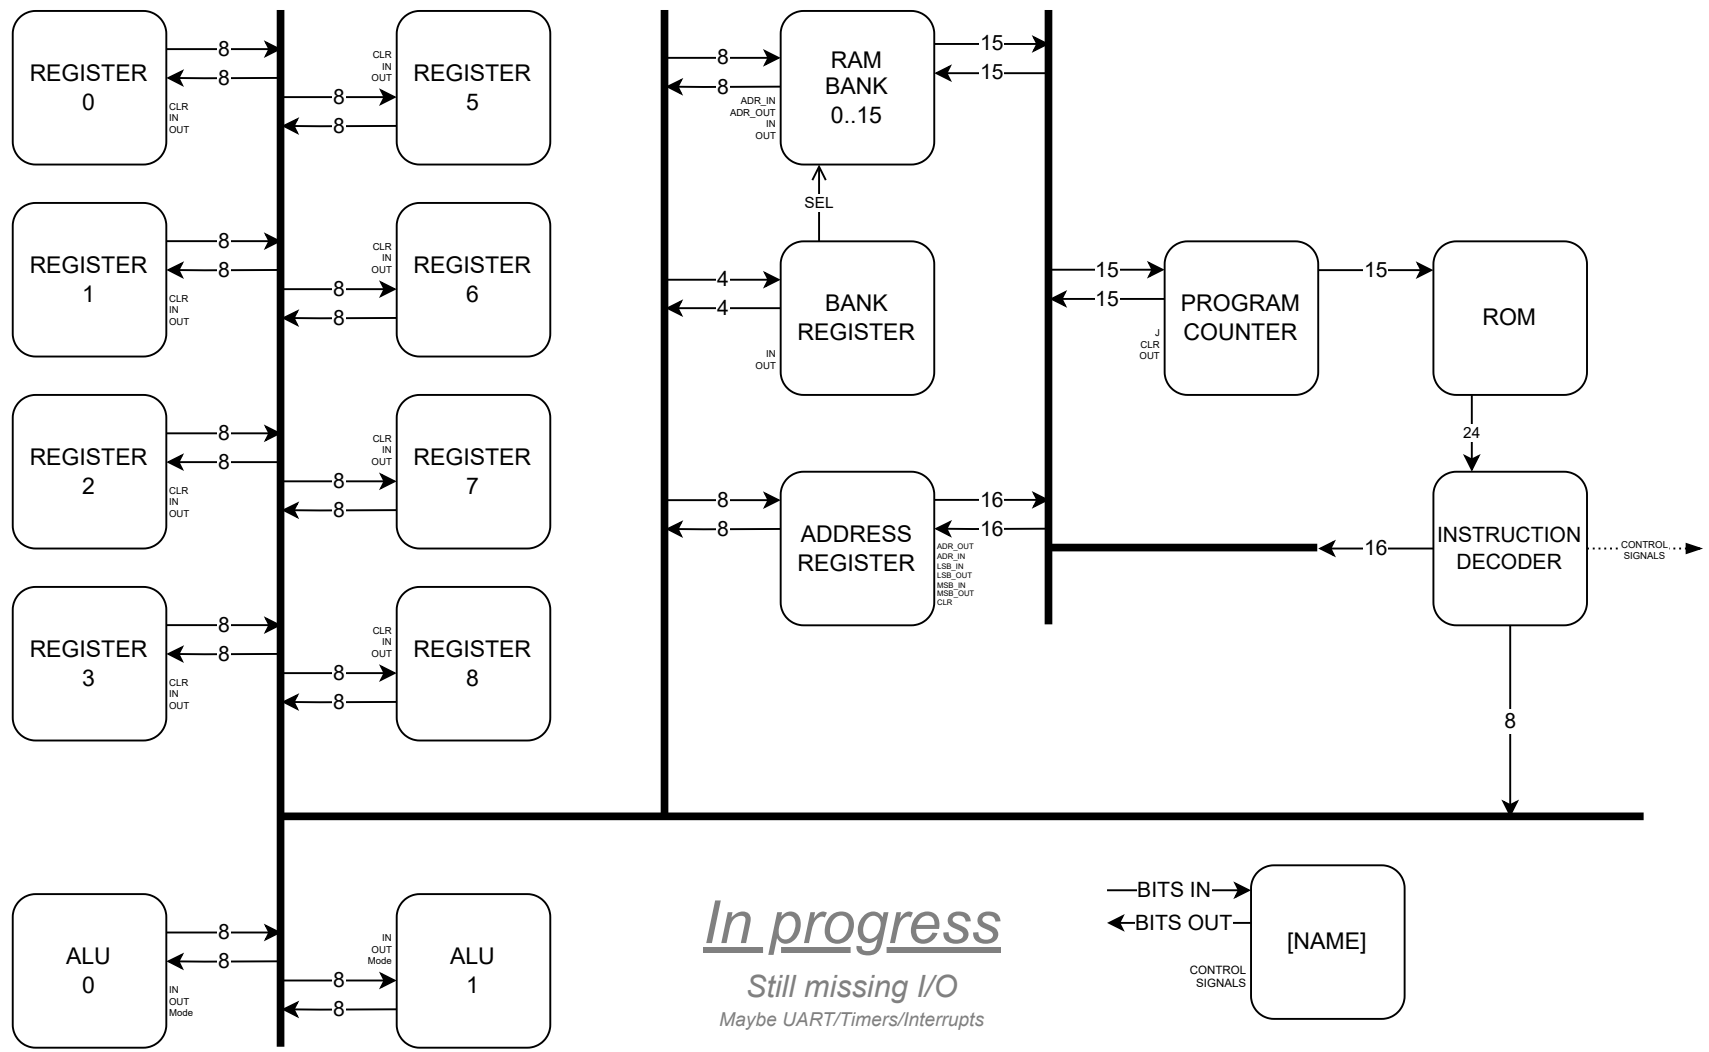 REGISTER
0
8
8
CLR
IN
OUT
REGISTER
5
CLR
IN
OUT
8
8
REGISTER
1
8
8
CLR
IN
OUT
REGISTER
6
CLR
IN
OUT
8
8
REGISTER
2
8
8
CLR
IN
OUT
REGISTER
7
CLR
IN
OUT
8
8
REGISTER
3
8
8
CLR
IN
OUT
REGISTER
8
CLR
IN
OUT
8
8
ALU
0
8
8
IN
OUT
Mode
ALU
1
IN
OUT
Mode
8
8
RAM
BANK
0..15
8
8
ADR_IN
ADR_OUT
IN
OUT
15
15
SEL
BANK
REGISTER
4
4
IN
OUT
ADDRESS
REGISTER
8
8
16
16
ADR_OUT
ADR_IN
LSB_IN
LSB_OUT
MSB_IN
MSB_OUT
CLR
PROGRAM
COUNTER
15
15
J
CLR
OUT
15
ROM
24
INSTRUCTION
DECODER
16
CONTROL
SIGNALS
8
In progress
Still missing I/O
Maybe UART/Timers/Interrupts
BITS IN
BITS OUT
[NAME]
CONTROL
SIGNALS